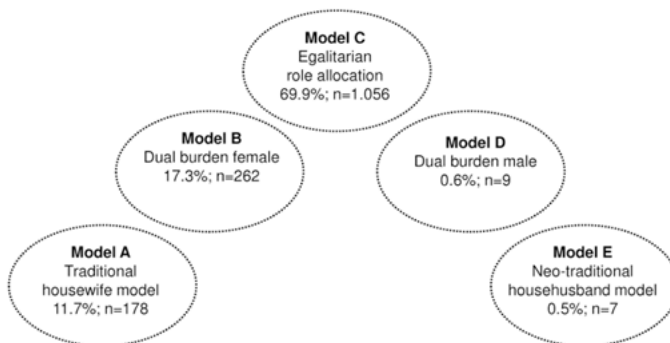 Model C
Egalitarian
role allocation
69.9%; n=1.056
Model B
Dual burden female
17.3%; n=262
Model D
Dual burden male
0.6%; n=9
Model A
Traditional
housewife model
11.7%; n=178
Model E
Neo-traditional
househusband model
0.5%; n=7